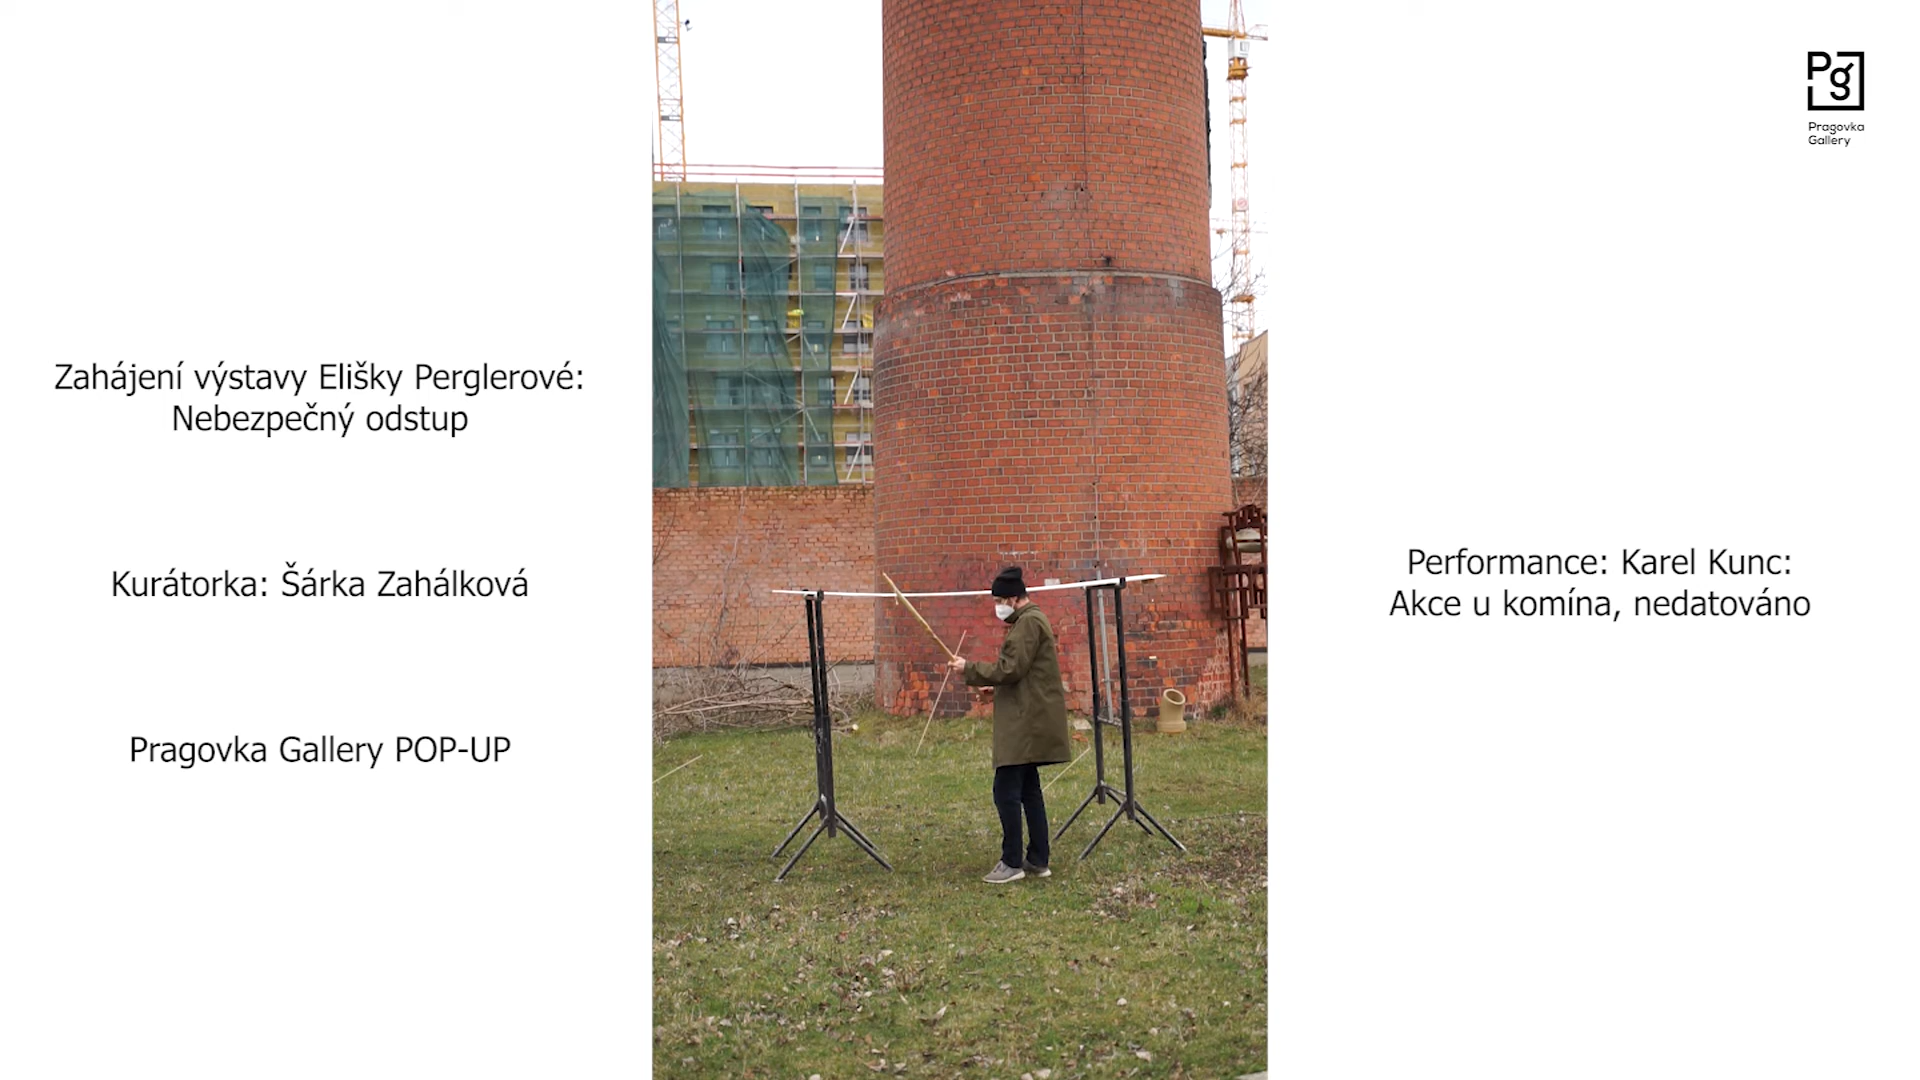 Zahájení výstavy Elišky Perglerové:
Nebezpečný odstup
Kurátorka: Šárka Zahálková
Pragovka Gallery POP-UP
Performance: Karel Kunc:
Akce u komína, nedatováno
Pg
Pragovka
Gallery